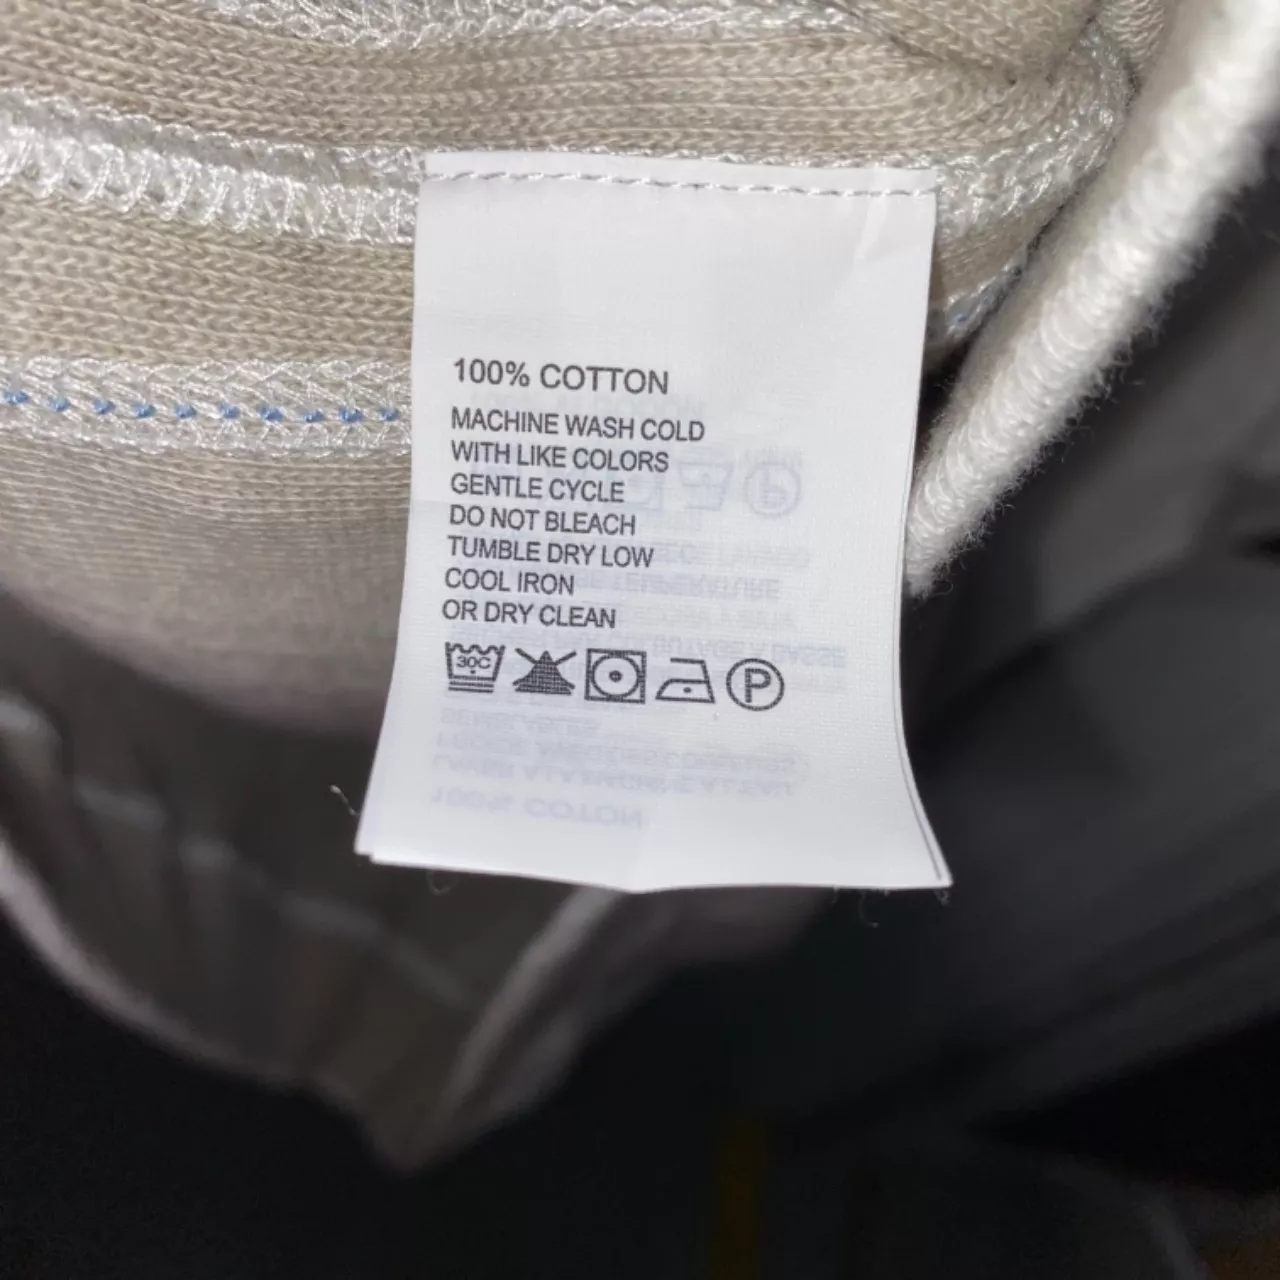 100% COTTON
MACHINE WASH COLD
WITH LIKE COLORS
GENTLE CYCLE
DO NOT BLEACH
TUMBLE DRY LOW
COOL IRON
OR DRY CLEAN
30C P